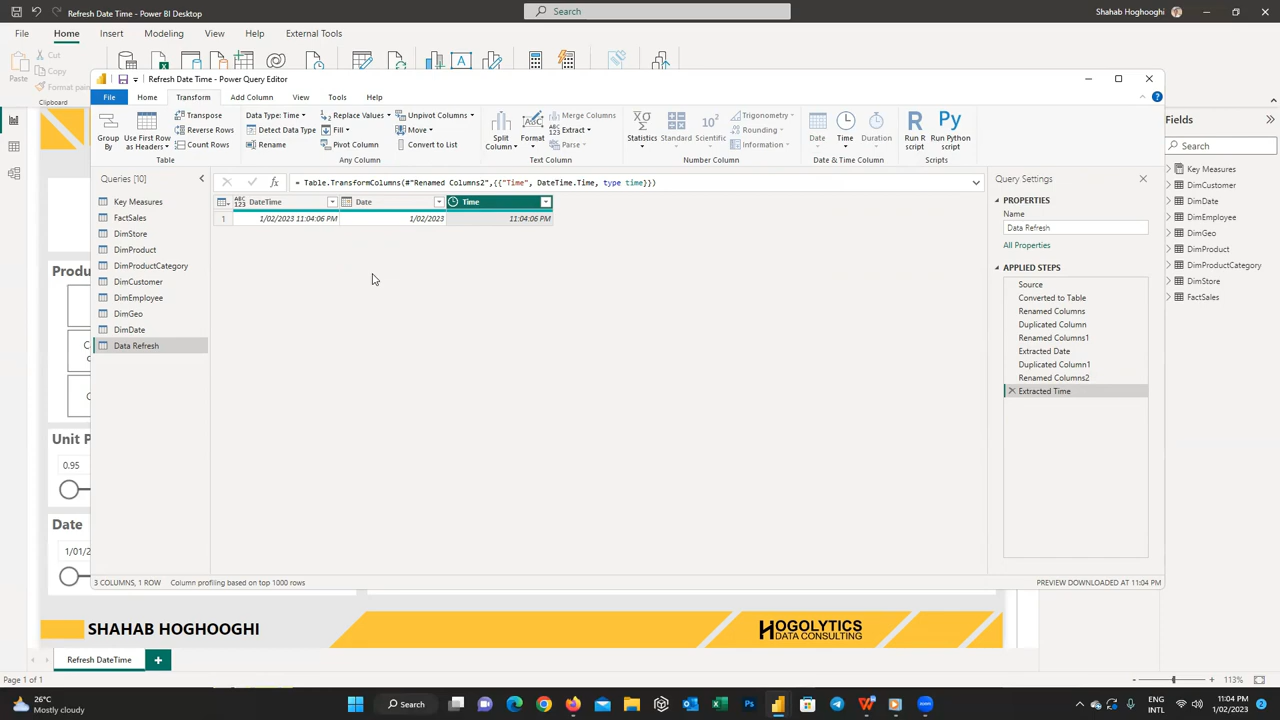 Refresh Date Time - Power BI Desktop
Search
Shahab Hoghooghi
File
Home
Insert
Modeling
View
Help
External Tools
Paste
Cut
Copy
Format pain
Clipboard
Refresh Date Time - Power Query Editor
File
Home
Transform
Add Column
View
Tools
Help
Group
By
Use First Row
as Headers
Transpose
Reverse Rows
Count Rows
Table
Data Type: Time
Detect Data Type
Rename
Replace Values
Fill
Pivot Column
Unpivot Columns
Move
Convert to List
Any Column
Split
Column
Format
Merge Columns
Extract
Parse
Text Column
Statistics
Standard
Scientific
Trigonometry
Rounding
Information
Number Column
Date
Time
Duration
Date & Time Column
Run R
script
Run Python
script
Scripts
Queries [10]
Key Measures
FactSales
DimStore
DimProduct
DimProductCategory
DimCustomer
DimEmployee
DimGeo
DimDate
Data Refresh
= Table.TransformColumns(#"Renamed Columns2",{{"Time", DateTime.Time, type time}})
ABC
123
DateTime
Date
Time
1
1/02/2023 11:04:06 PM
1/02/2023
11:04:06 PM
Query Settings
PROPERTIES
Name
Data Refresh
All Properties
APPLIED STEPS
Source
Converted to Table
Renamed Columns
Duplicated Column
Renamed Columns1
Extracted Date
Duplicated Column1
Renamed Columns2
Extracted Time
3 COLUMNS, 1 ROW
Column profiling based on top 1000 rows
PREVIEW DOWNLOADED AT 11:04 PM
Fields
Search
Key Measures
DimCustomer
DimDate
DimEmployee
DimGeo
DimProduct
DimProductCategory
DimStore
FactSales
Produ
Unit P
0.95
Date
1/01/2
SHAHAB HOGHOOGHI
HOGOLYTICS
DATA CONSULTING
Refresh DateTime
Page 1 of 1
113%
26°C
Mostly cloudy
Search
ENG
INTL
11:04 PM
1/02/2023